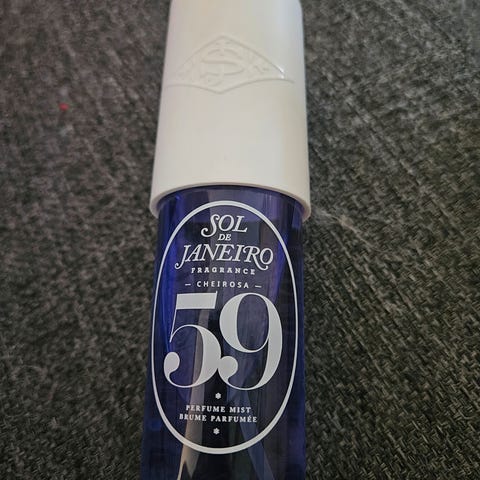 SOL
DE
JANEIRO
FRAGRANCE
— CHEIROSA —
59
PERFUME MIST
BRUME PARFUMÉE